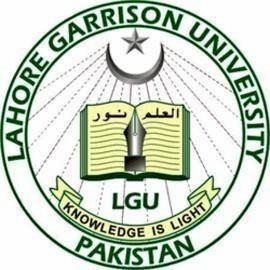 LAHORE GARRISON UNIVERSITY
العلم نور
LGU
KNOWLEDGE IS LIGHT
PAKISTAN